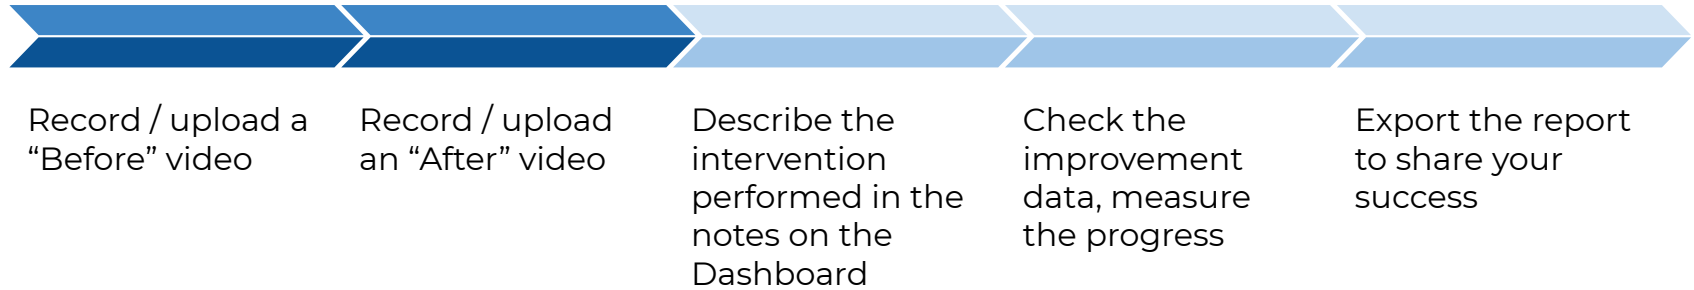 Record / upload a
“Before” video
Record / upload
an “After” video
Describe the
intervention
performed in the
notes on the
Dashboard
Check the
improvement
data, measure
the progress
Export the report
to share your
success